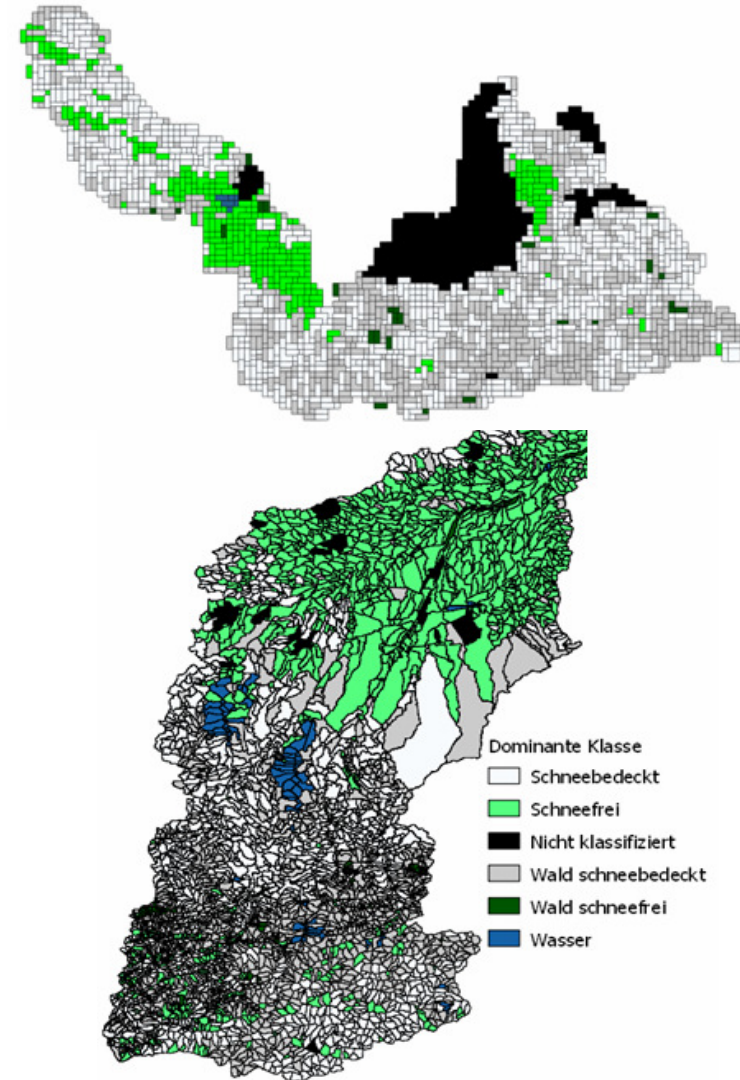 Dominante Klasse
Schneebedeckt
Schneefrei
Nicht klassifiziert
Wald schneebedeckt
Wald schneefrei
Wasser